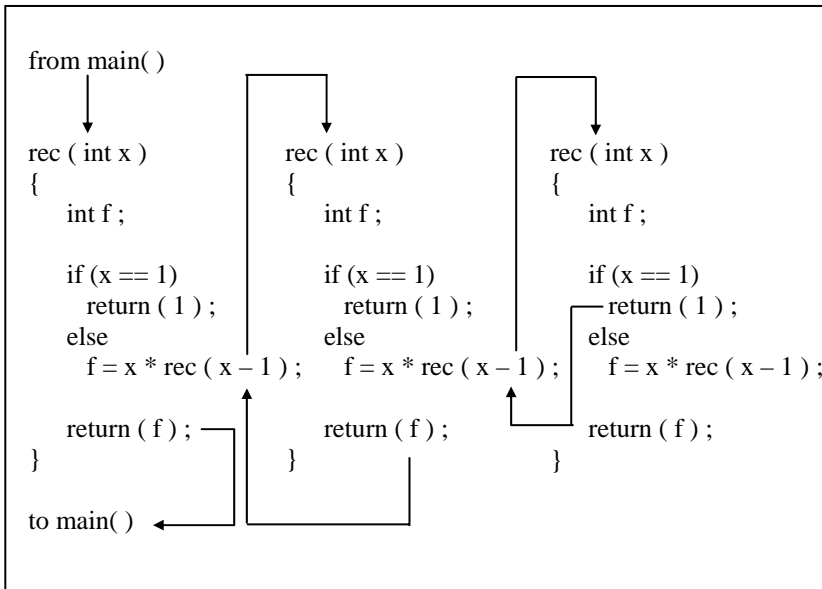 from main( )
rec ( int x )
{
int f ;
if (x == 1)
return ( 1 ) ;
else
f = x * rec ( x – 1 ) ;
return ( f ) ;
}
to main( )
rec ( int x )
{
int f ;
if (x == 1)
return ( 1 ) ;
else
f = x * rec ( x – 1 ) ;
return ( f ) ;
}
rec ( int x )
{
int f ;
if (x == 1)
return ( 1 ) ;
else
f = x * rec ( x – 1 ) ;
return ( f ) ;
}